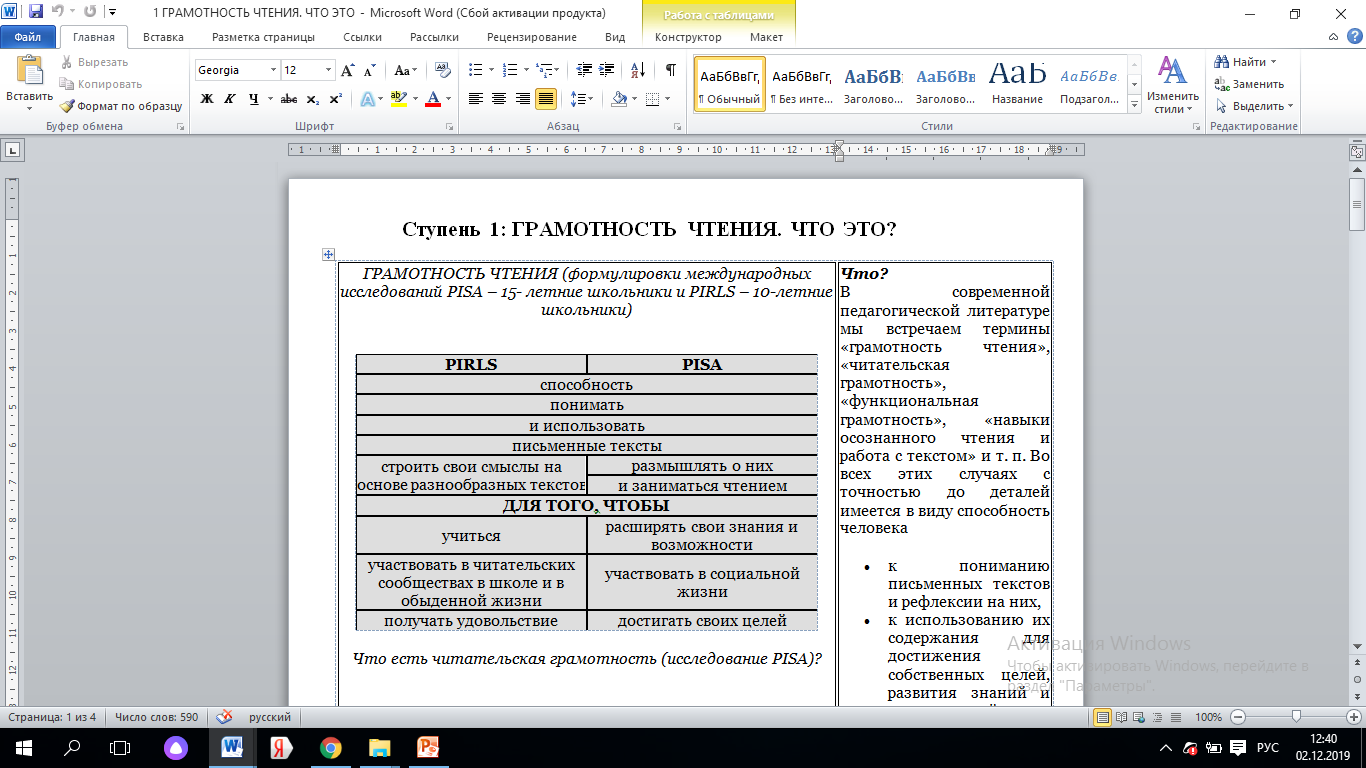 1 ГРАМОТНОСТЬ ЧТЕНИЯ. ЧТО ЭТО - Microsoft Word (Сбой активации продукта)
Работа с таблицами
Файл
Главная
Вставка
Разметка страницы
Ссылки
Рассылки
Рецензирование
Вид
Конструктор
Макет
Вставить
Вырезать
Копировать
Формат по образцу
Буфер обмена
Georgia
12
Шрифт
Абзац
АаБбВвГг,
¶ Обычный
АаБбВвГг,
¶ Без инте...
АаБбВ
Заголово...
АаБбВв
Заголово...
АаЬ
Название
АаБбВв.
Подзагол...
Стили
Изменить стили
Найти
Заменить
Выделить
Редактирование
Ступень 1: ГРАМОТНОСТЬ ЧТЕНИЯ. ЧТО ЭТО?
ГРАМОТНОСТЬ ЧТЕНИЯ (формулировки международных
исследований PISA – 15- летние школьники и PIRLS – 10-летние
школьники)
PIRLS
PISA
способность
понимать
и использовать
письменные тексты
строить свои смыслы на
основе разнообразных текстов
размышлять о них
и заниматься чтением
ДЛЯ ТОГО, ЧТОБЫ
учиться
расширять свои знания и
возможности
участвовать в читательских
сообществах в школе и в
обыденной жизни
участвовать в социальной
жизни
получать удовольствие
достигать своих целей
Что есть читательская грамотность (исследование PISA)?
Что?
В современной
педагогической литературе
мы встречаем термины
«грамотность чтения»,
«читательская
грамотность»,
«функциональная
грамотность», «навыки
осознанного чтения и
работа с текстом» и т. п. Во
всех этих случаях с
точностью до деталей
имеется в виду способность
человека
• к пониманию
письменных текстов
и рефлексии на них,
• к использованию их
содержания для
достижения
собственных целей,
развития знаний и
Активация Windows
Чтобы активировать Windows, перейдите в
раздел "Параметры".
Страница: 1 из 4
Число слов: 590
русский
100%
РУС
12:40
02.12.2019